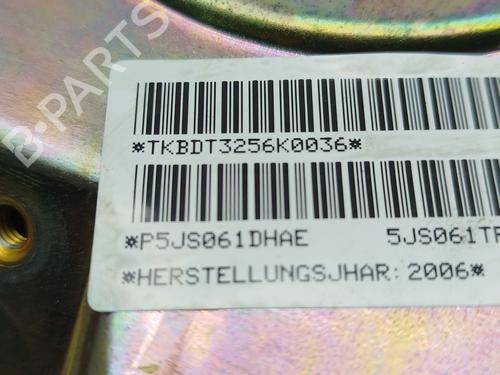 B-PARTS
*TKBDT3256K0036*
*P5JS061DHAE 5JS061TR
*HERSTELLUNGSJHAR: 2006*